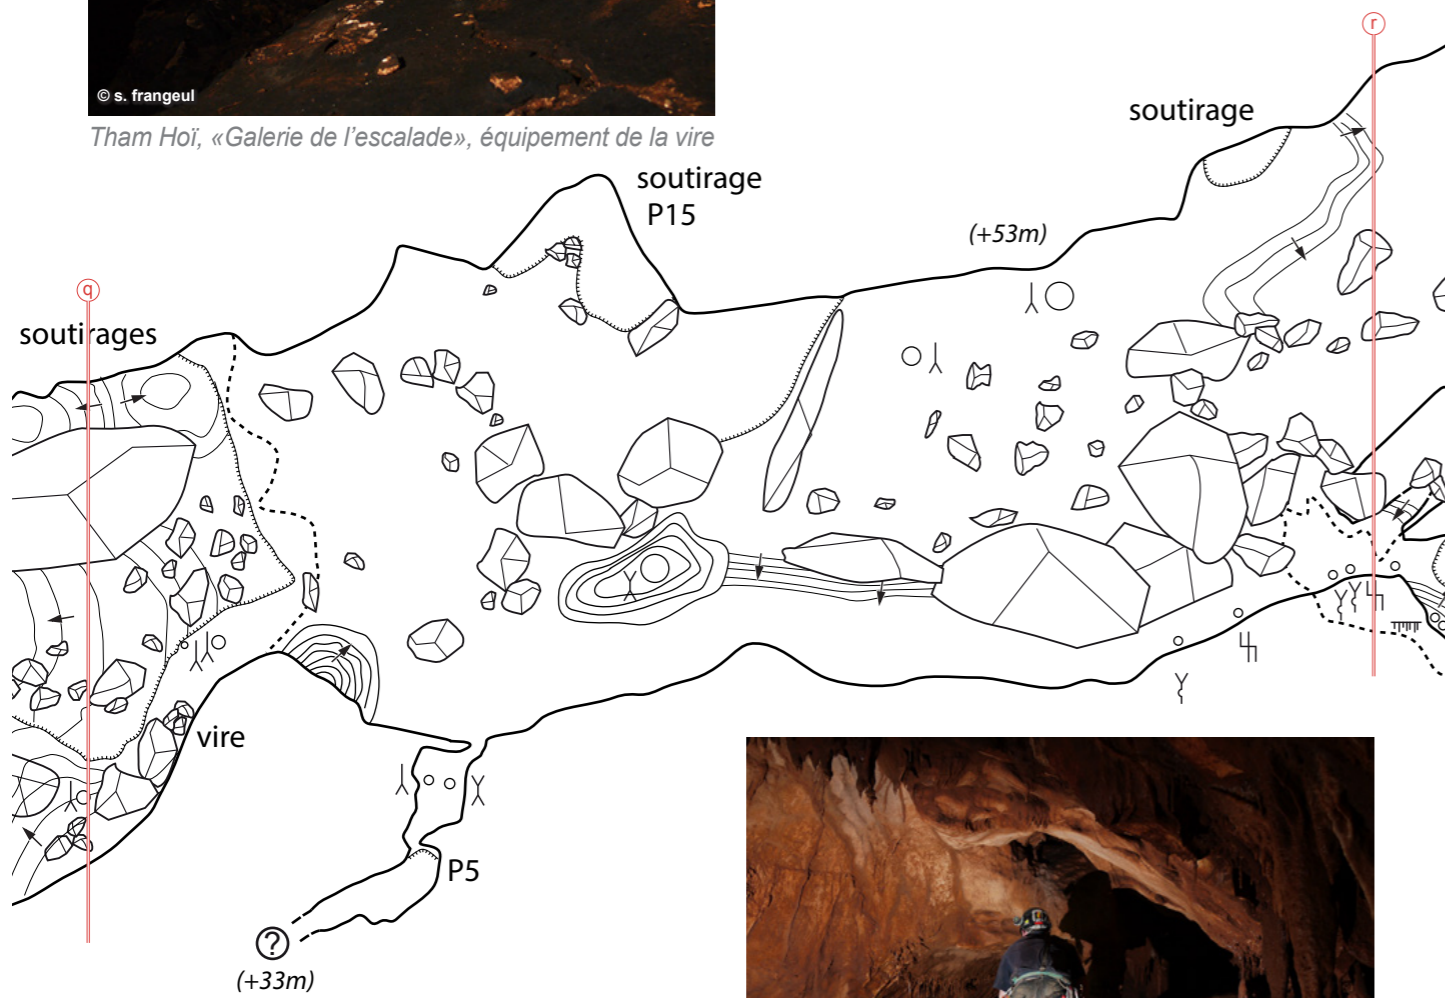 © s. frangeul
Tham Hoï, «Galerie de l'escalade», équipement de la vire
r
soutirage
soutirage
P15
(+53m)
q
soutirages
vire
P5
?
(+33m)